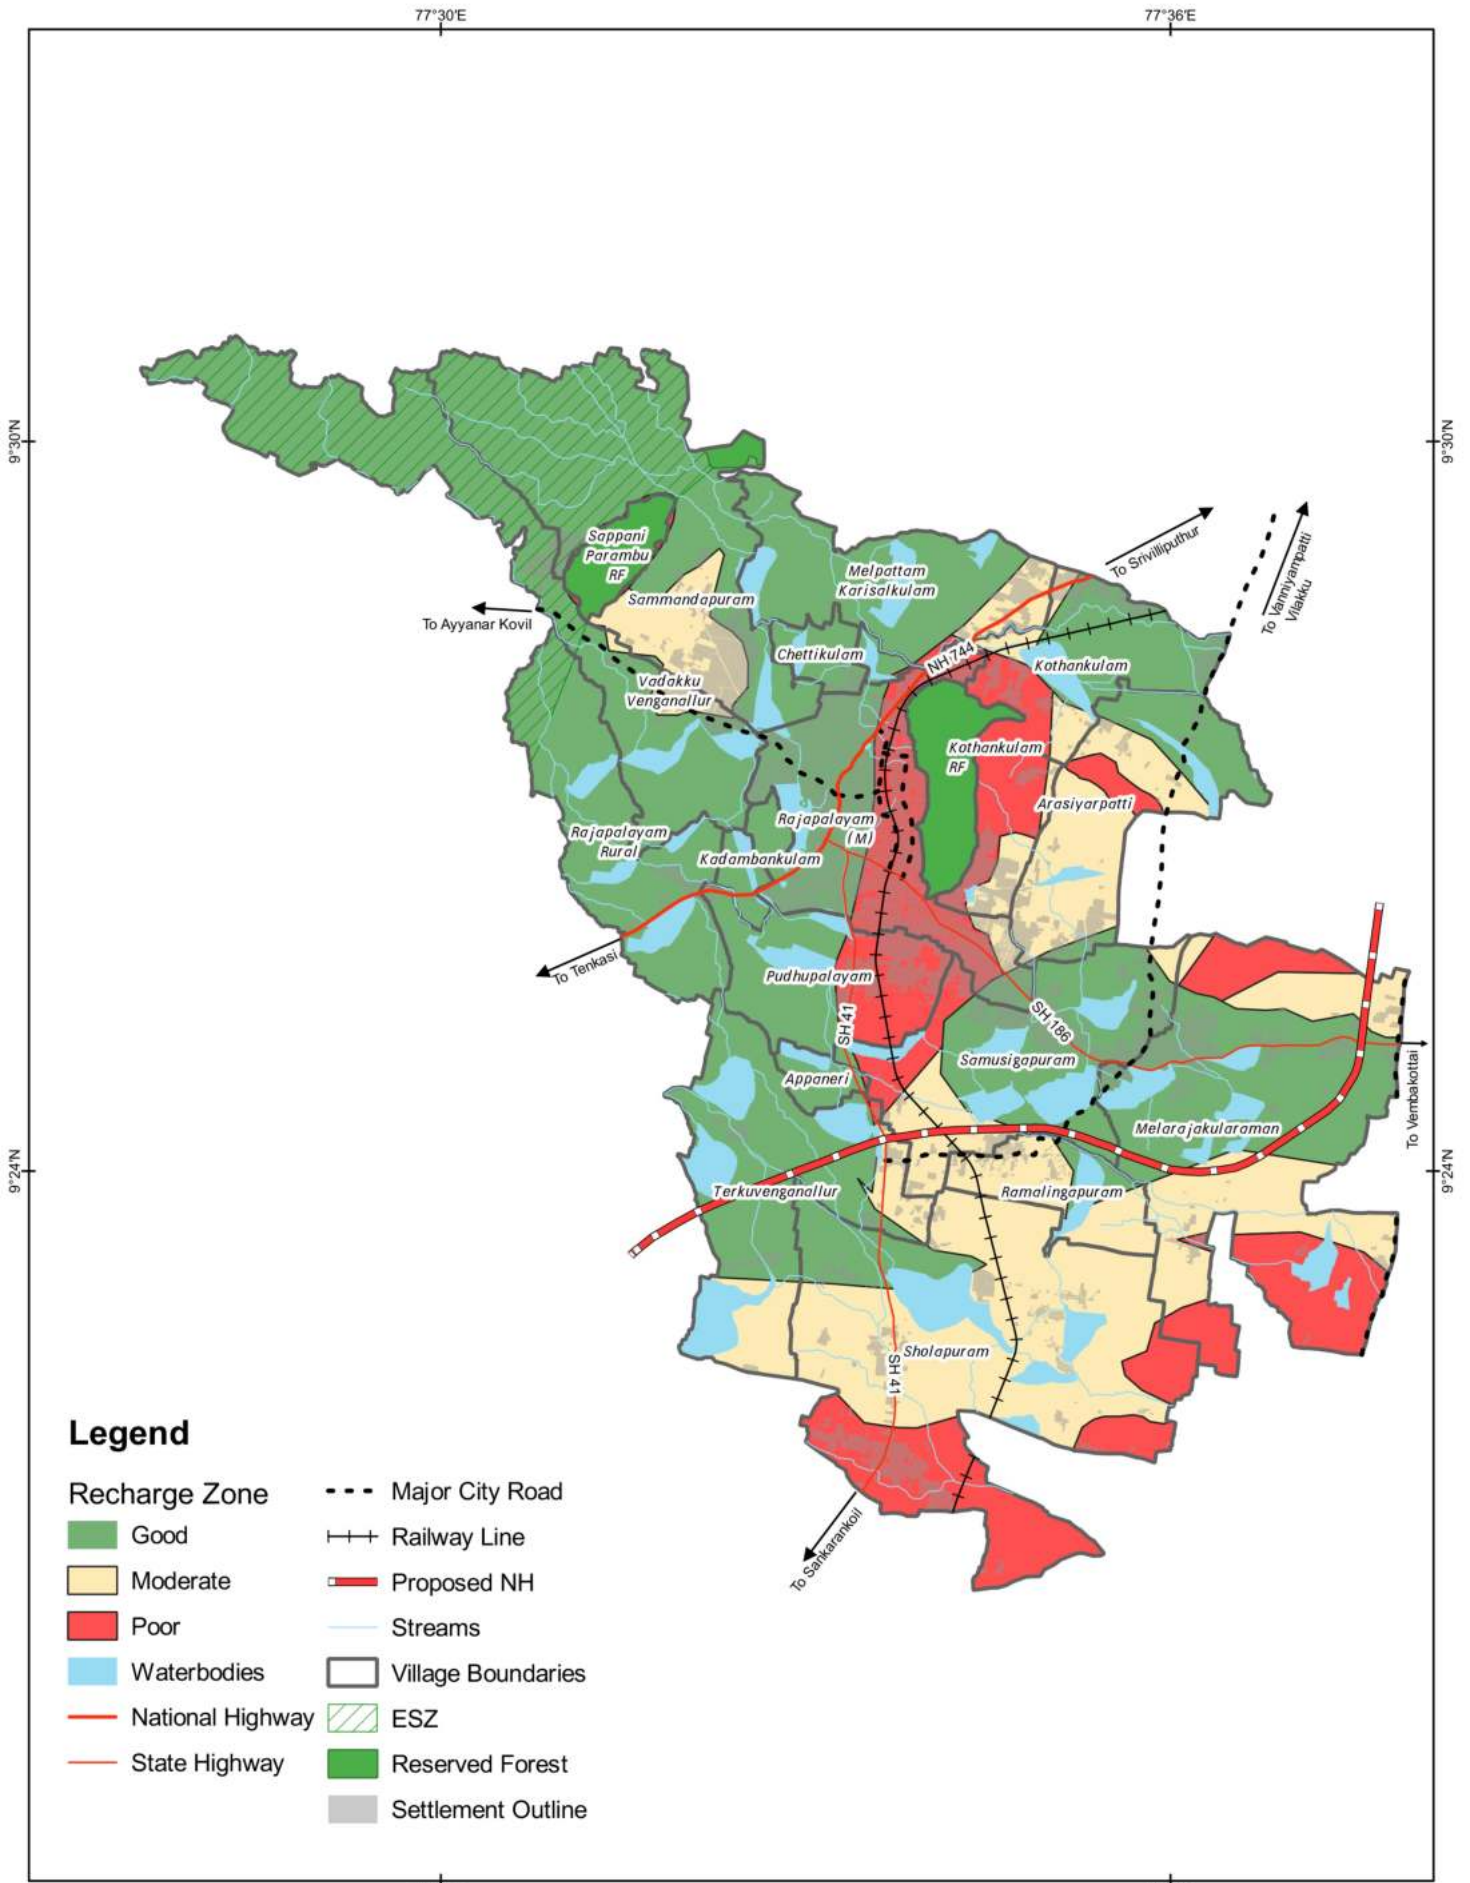 77°30'E
77°36'E
9°30'N
9°30'N
Sappani
Parambu
RF
Melpattam
Karisalkulam
To Srivilliputhur
To Vanniyampatti
Vilakku
Sammandapuram
To Ayyanar Kovil
Chettikulam
NH 744
Kothankulam
Vadakku
Venganallur
Kothankulam
RF
Arasiyarpatti
Rajapalayam
(M)
Rajapalayam
Rural
Kadambankulam
To Tenkasi
Pudhupalayam
SH 41
SH 186
Samusigapuram
Appaneri
To Vembakottai
Melarajakularaman
9°24'N
9°24'N
Terkuvenganallur
Ramalingapuram
Sholapuram
SH 41
To Sankarankoil
Legend
Recharge Zone
Good
Moderate
Poor
Waterbodies
National Highway
State Highway
Major City Road
Railway Line
Proposed NH
Streams
Village Boundaries
ESZ
Reserved Forest
Settlement Outline